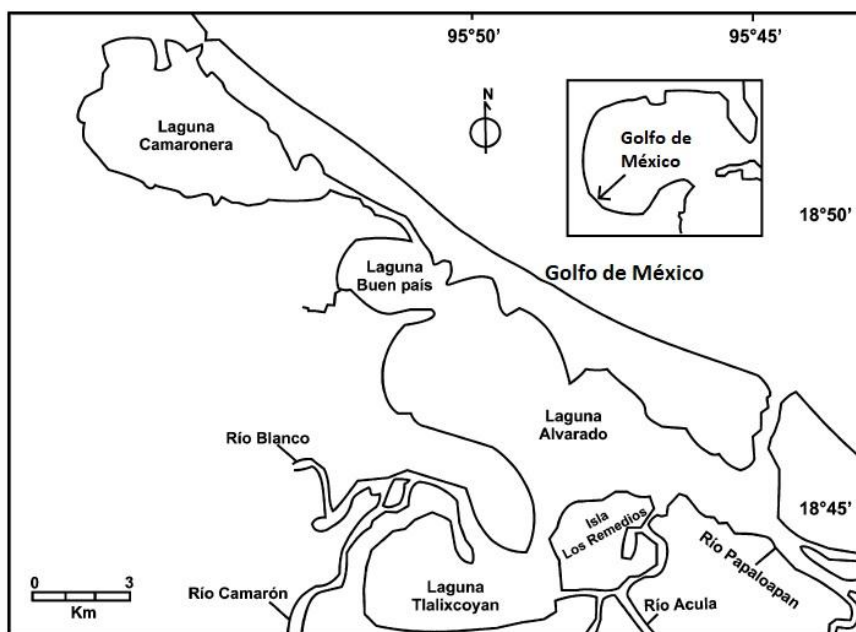 95°50’
95°45’
Laguna
Camaronera
N
Golfo de
México
18°50’
Laguna
Buen país
Golfo de México
Laguna
Alvarado
Río Blanco
18°45’
Isla
Los Remedios
Río Papaloapan
0
3
Km
Río Camarón
Laguna
Tlalixcoyan
Río Acula